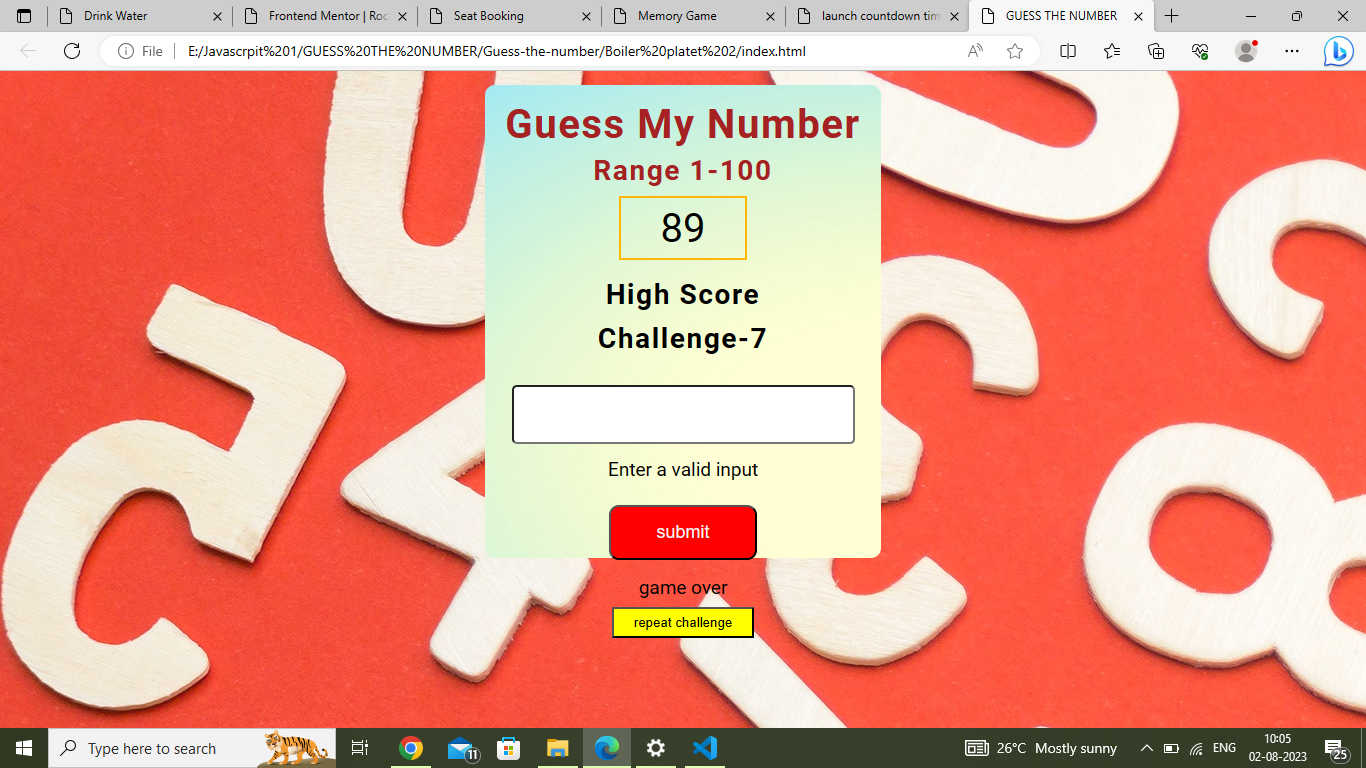 Drink Water
Frontend Mentor | Roc
Seat Booking
Memory Game
launch countdown tim
GUESS THE NUMBER
File
E:/Javascrpit%201/GUESS%20THE%20NUMBER/Guess-the-number/Boiler%20platet%202/index.html
Guess My Number
Range 1-100
89
High Score
Challenge-7
Enter a valid input
submit
game over
repeat challenge
Type here to search
11
26°C Mostly sunny
ENG
10:05
02-08-2023
25